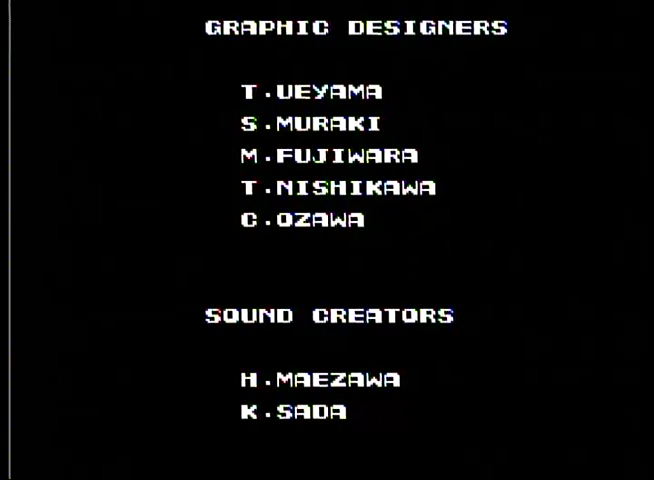 GRAPHIC DESIGNERS
T.UEYAMA
S.MURAKI
M.FUJIWARA
T.NISHIKAWA
C.OZAWA
SOUND CREATORS
H.MAEZAWA
K.SADA